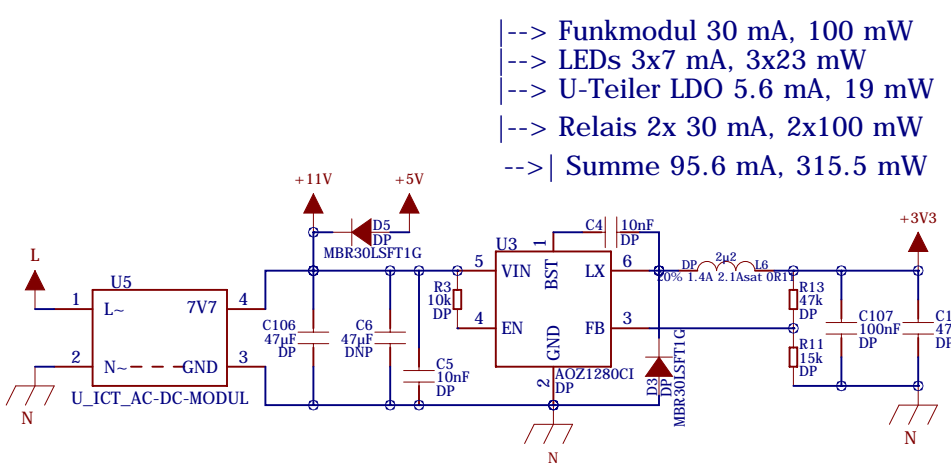 |--> Funkmodul 30 mA, 100 mW
|--> LEDs 3x7 mA, 3x23 mW
|--> U-Teiler LDO 5.6 mA, 19 mW
|--> Relais 2x 30 mA, 2x100 mW
-->| Summe 95.6 mA, 315.5 mW
+11V
+5V
D5
DP
MBR30LSFT1G
L
U5
1
L~
7V7
4
2
N~
GND
3
U_ICT_AC-DC-MODUL
N
C106
47µF
DP
C6
47µF
DNP
C5
10nF
DP
R3
10k
DP
U3
5
VIN
BST
1
LX
6
4
EN
GND
FB
3
2
AOZ1280CI
DP
N
C4
10nF
DP
D3
DP
MBR30LSFT1G
DP
2µ2
L6
20% 1.4A 2.1Asat 0R11
R13
47k
DP
R11
15k
DP
C107
100nF
DP
+3V3
C1
47
DP
N